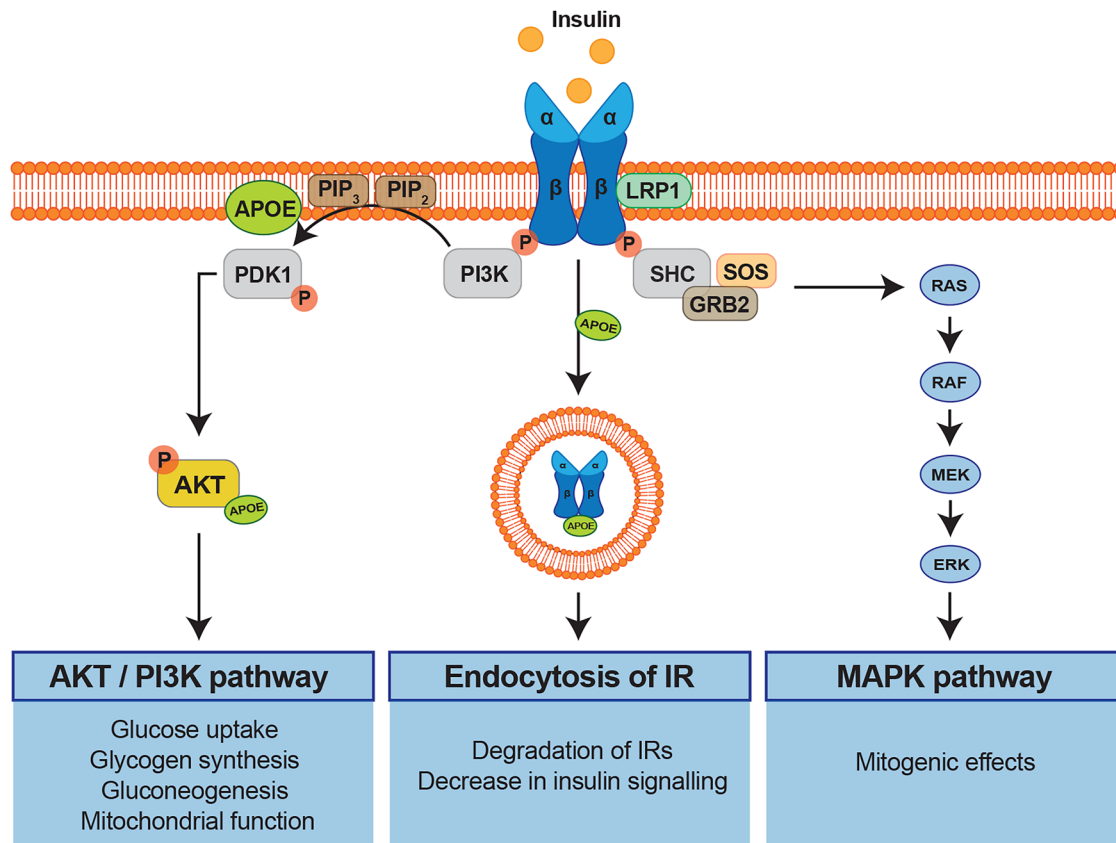 Insulin
α
α
β
β
LRP1
PIP3
PIP2
APOE
P
P
PDK1
P
PI3K
SHC
SOS
GRB2
RAS
APOE
RAF
P
AKT
APOE
α
α
β
β
APOE
MEK
ERK
AKT / PI3K pathway
Glucose uptake
Glycogen synthesis
Gluconeogenesis
Mitochondrial function
Endocytosis of IR
Degradation of IRs
Decrease in insulin signalling
MAPK pathway
Mitogenic effects